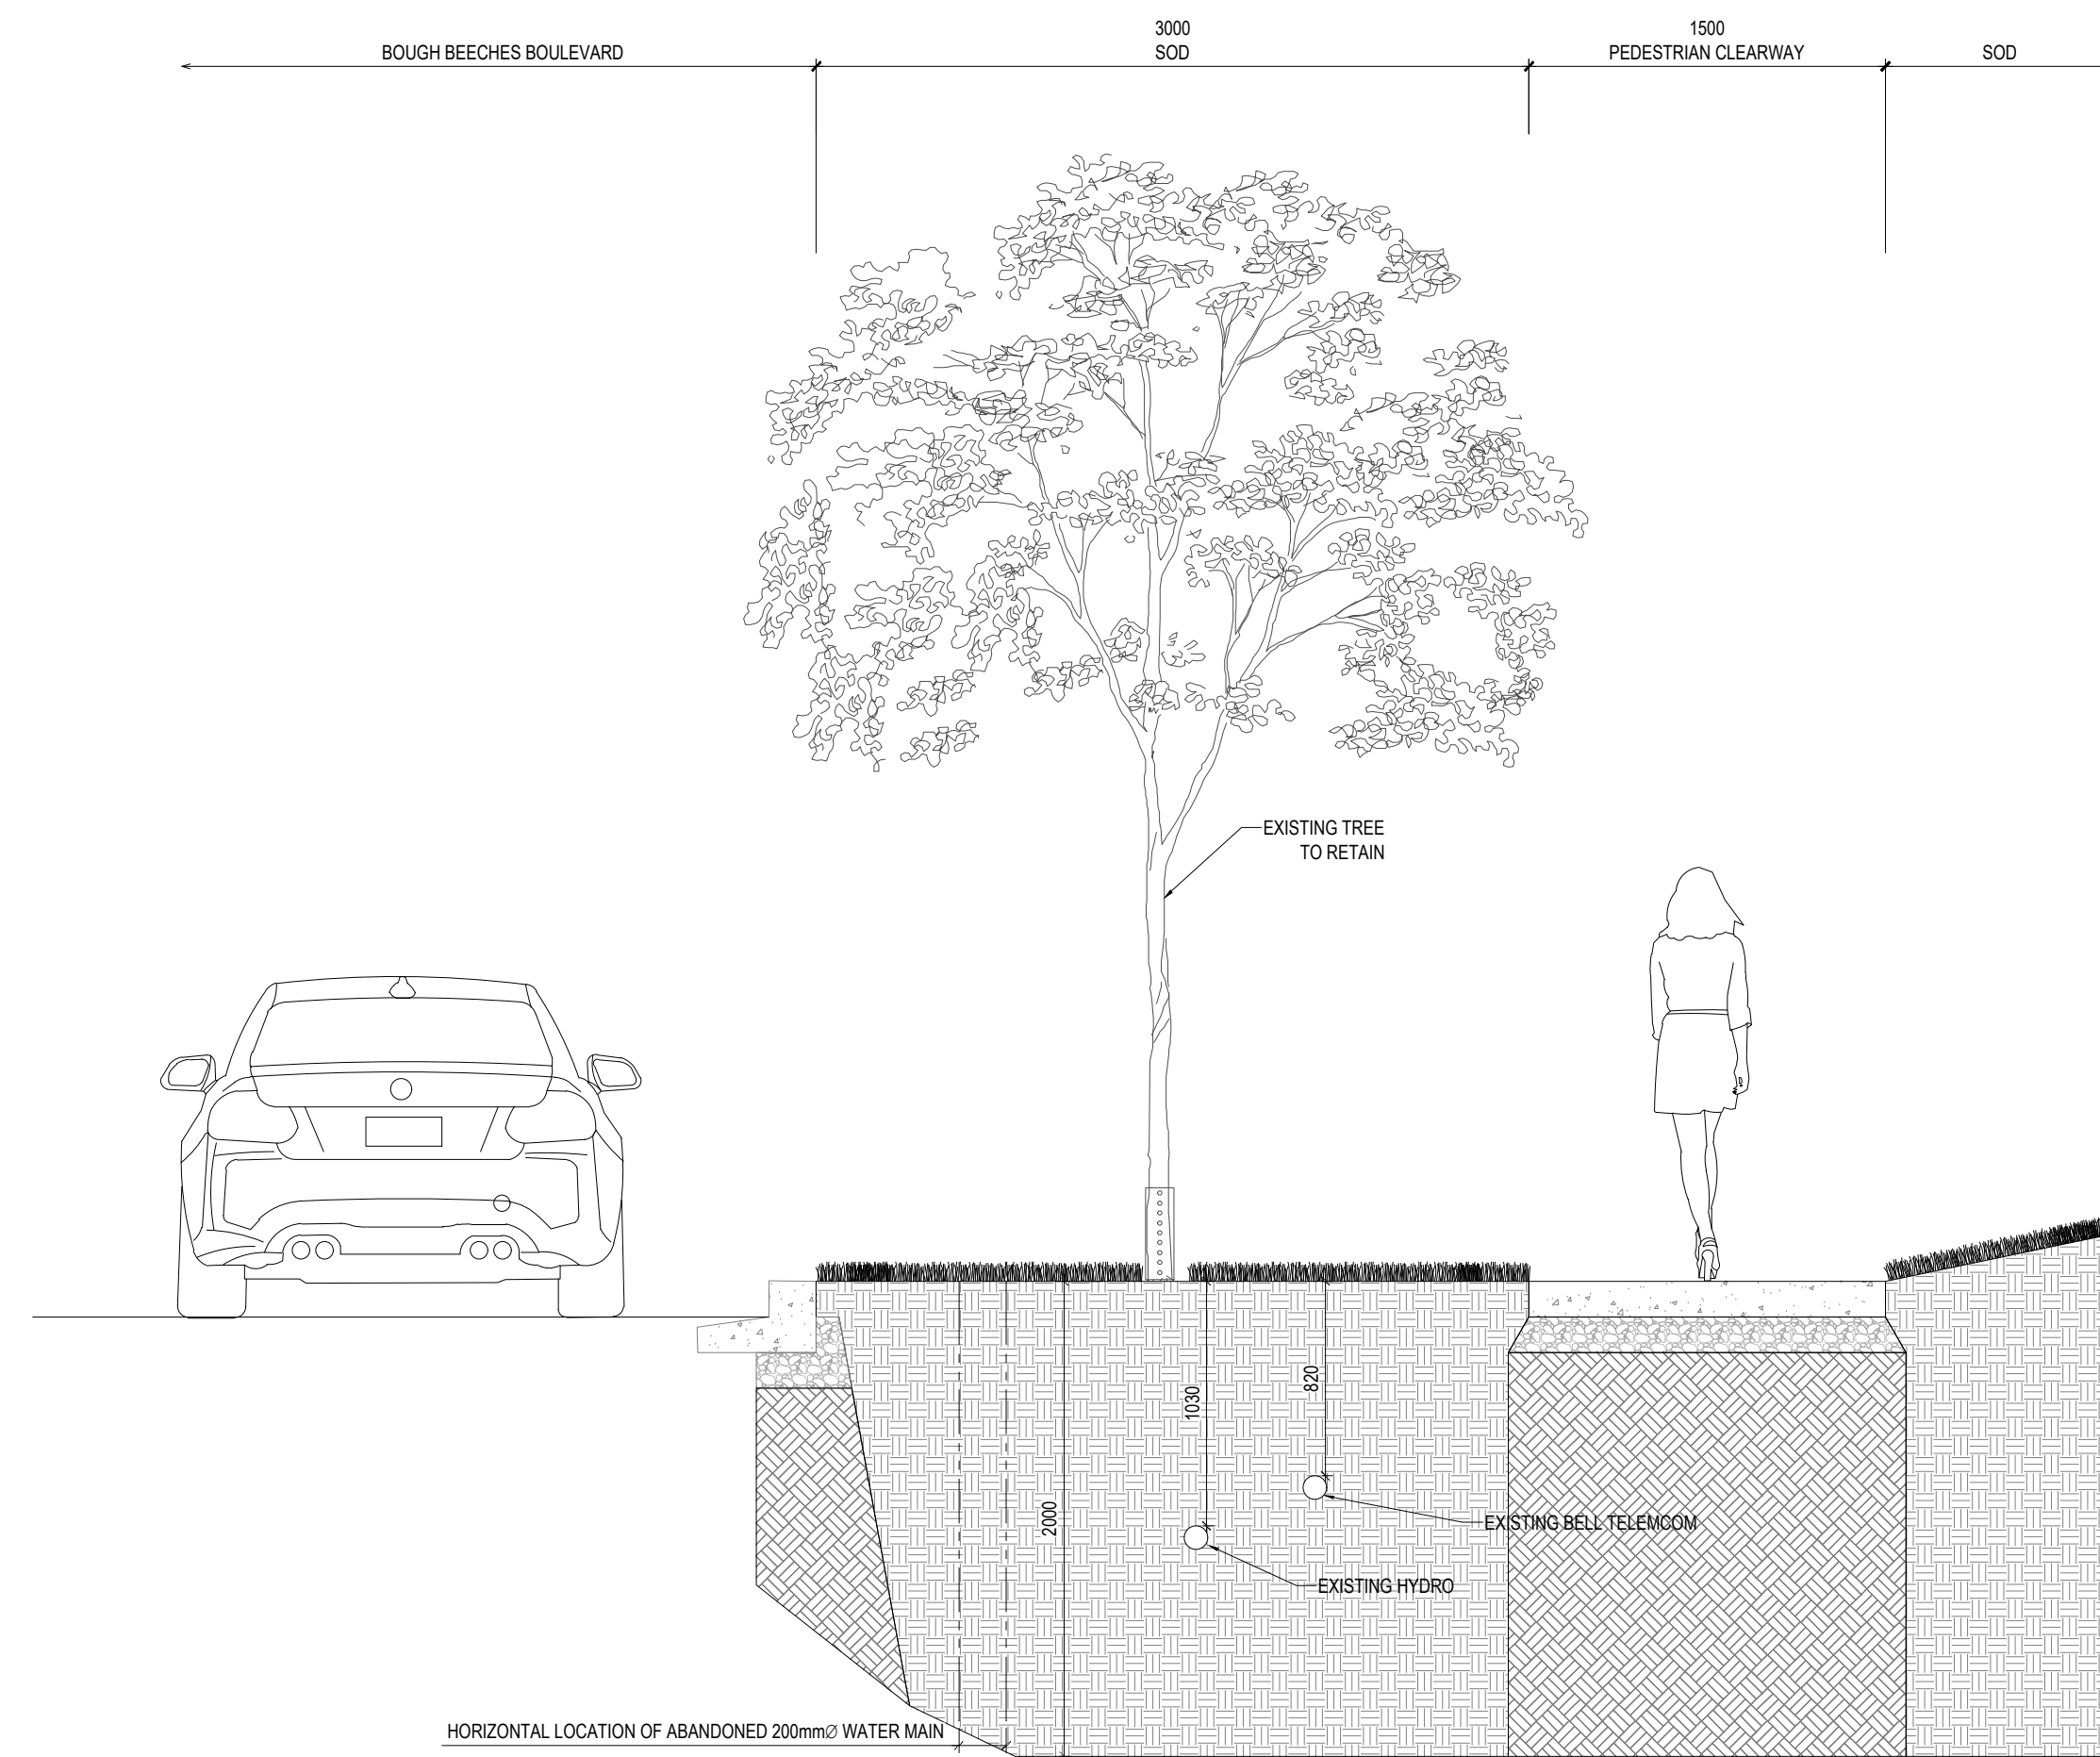 3000
1500
BOUGH BEECHES BOULEVARD
SOD
PEDESTRIAN CLEARWAY
SOD
EXISTING TREE
TO RETAIN
820
1030
2000
EXISTING BELL TELEMCOM
EXISTING HYDRO
HORIZONTAL LOCATION OF ABANDONED 200mmØ WATER MAIN